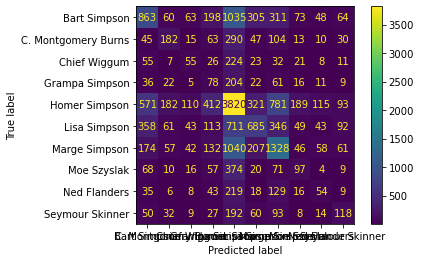 Bart Simpson 863 60 63 198 1035 305 311 73 48 64
C. Montgomery Burns 45 182 15 63 290 47 104 13 10 30
Chief Wiggum 55 7 55 26 224 23 32 21 8 11
Grampa Simpson 36 22 5 78 204 22 61 16 11 9
Homer Simpson 571 182 110 412 3820 321 781 189 115 93
Lisa Simpson 358 61 43 113 711 685 346 49 43 92
Marge Simpson 174 57 42 132 1040 207 1328 46 58 61
Moe Szyslak 68 10 16 57 374 20 71 97 4 9
Ned Flanders 35 6 8 43 219 18 129 16 54 9
Seymour Skinner 50 32 9 27 192 60 93 8 14 118
True label
Predicted label
3500
3000
2500
2000
1500
1000
500